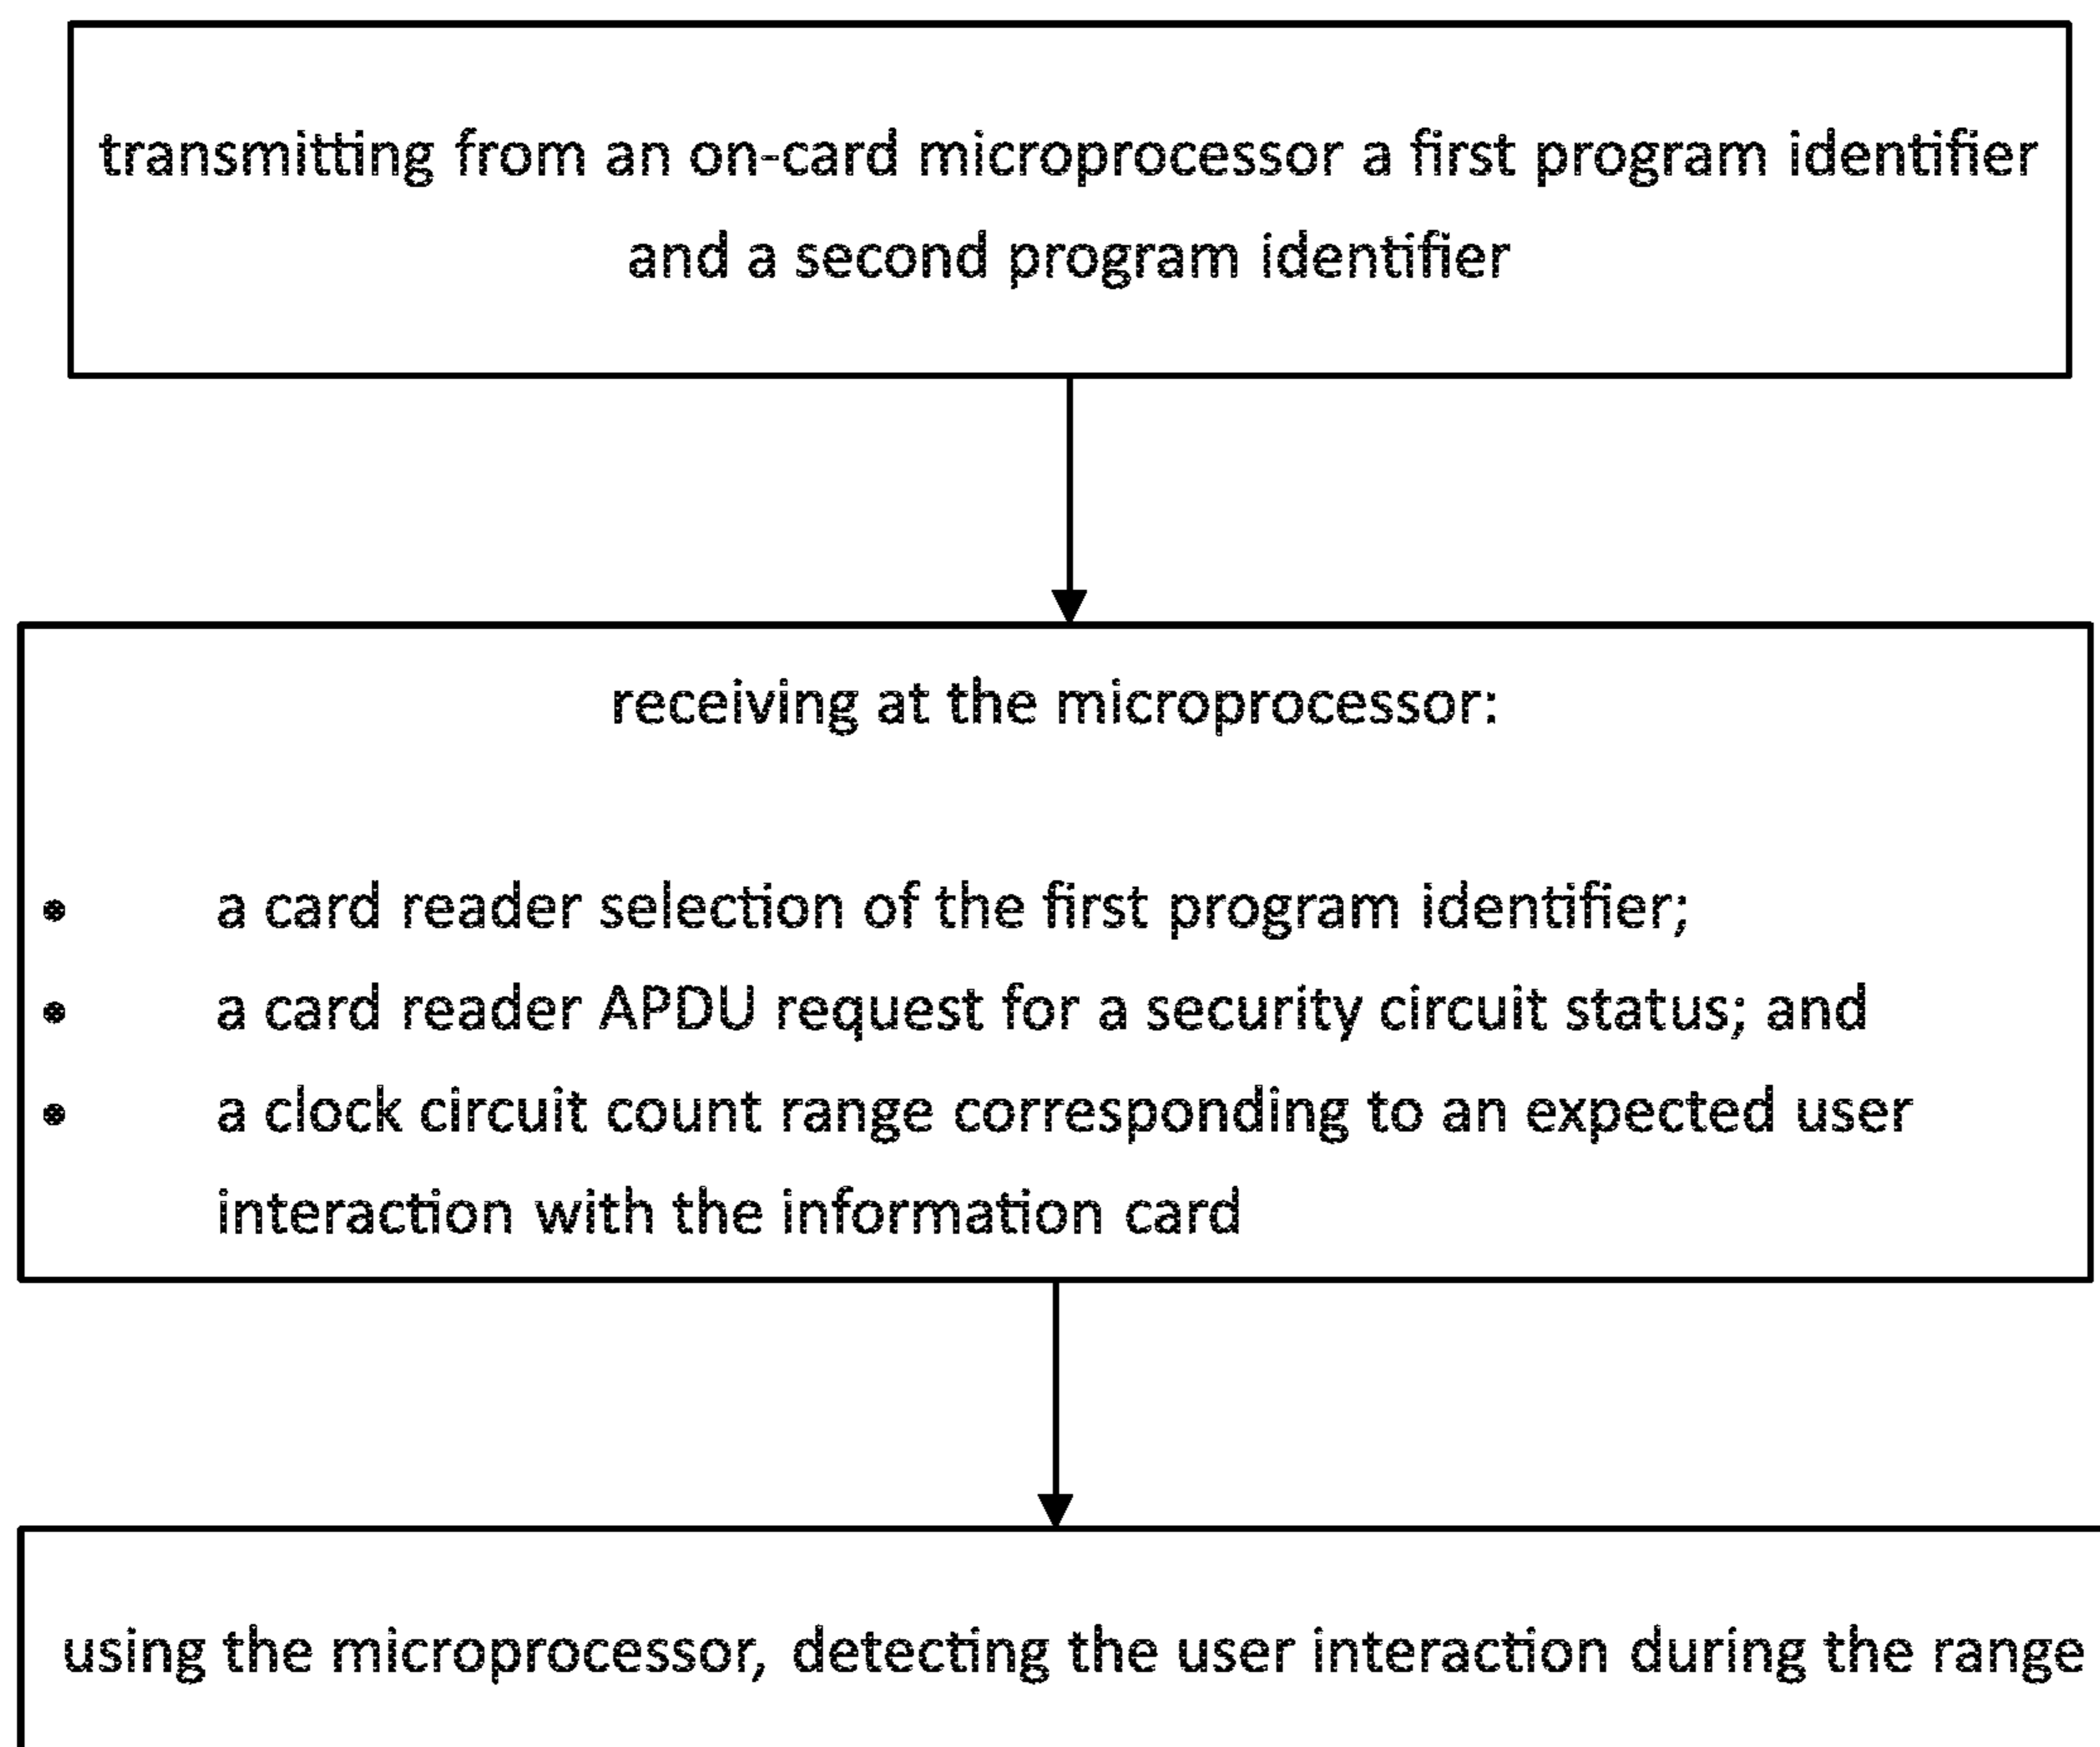 transmitting from an on-card microprocessor a first program identifier
and a second program identifier
receiving at the microprocessor:
• a card reader selection of the first program identifier;
• a card reader APDU request for a security circuit status; and
• a clock circuit count range corresponding to an expected user
interaction with the information card
using the microprocessor, detecting the user interaction during the range